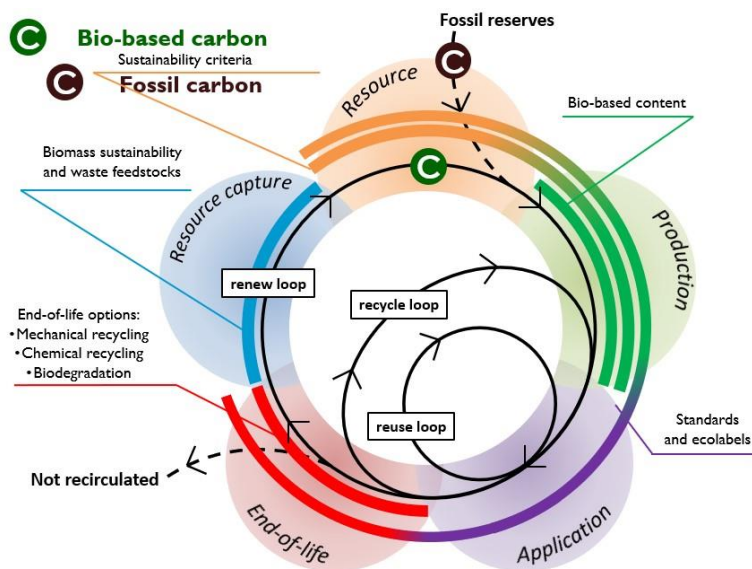 C Bio-based carbon
C Fossil carbon
Sustainability criteria
Fossil reserves
C
Resource
Bio-based content
Biomass sustainability
and waste feedstocks
C
Resource capture
Production
renew loop
recycle loop
End-of-life options:
•Mechanical recycling
•Chemical recycling
•Biodegradation
reuse loop
Standards
and ecolabels
Not recirculated
End-of-life
Application